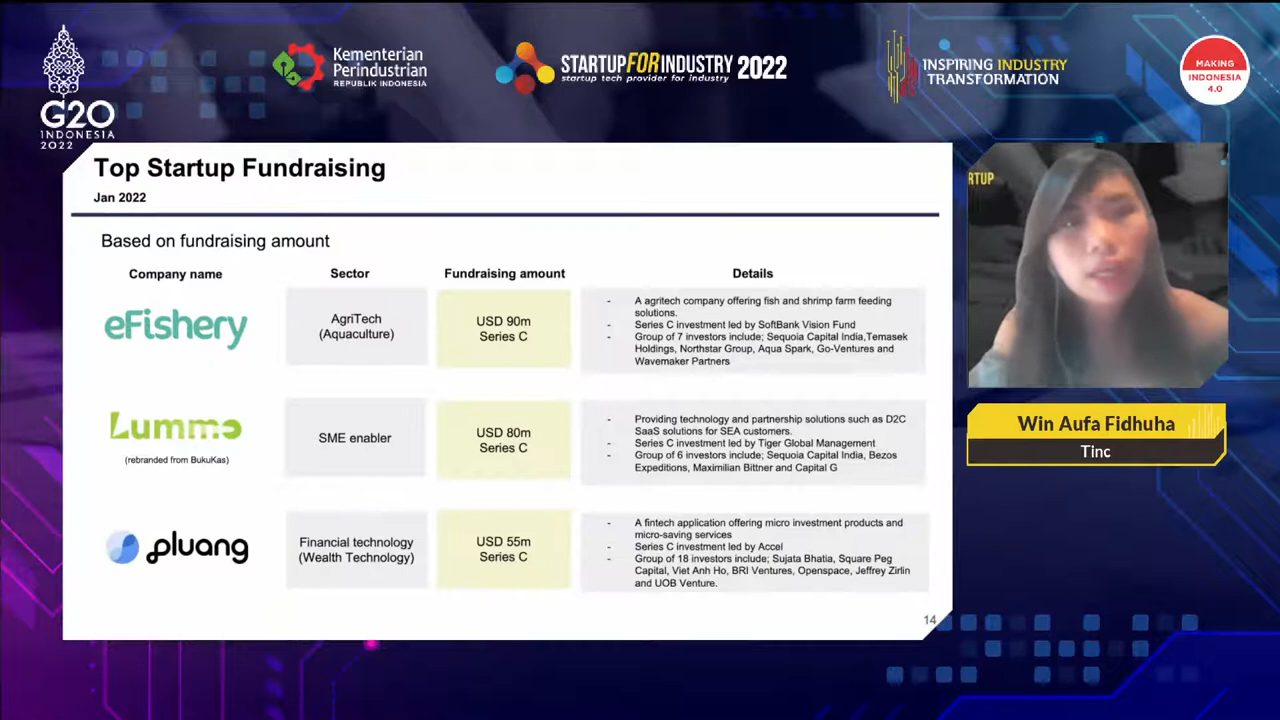 G20
INDONESIA
2022
Kementerian
Perindustrian
REPUBLIK INDONESIA
STARTUPFORINDUSTRY 2022
startup tech provider for industry
INSPIRING INDUSTRY
TRANSFORMATION
MAKING
INDONESIA
4.0
Top Startup Fundraising
Jan 2022
Based on fundraising amount
Company name Sector Fundraising amount Details
eFishery
AgriTech
(Aquaculture)
USD 90m
Series C
- A agritech company offering fish and shrimp farm feeding
solutions.
- Series C investment led by SoftBank Vision Fund
- Group of 7 investors include; Sequoia Capital India,Temasek
Holdings, Northstar Group, Aqua Spark, Go-Ventures and
Wavemaker Partners
Lummo
(rebranded from BukuKas)
SME enabler
USD 80m
Series C
- Providing technology and partnership solutions such as D2C
SaaS solutions for SEA customers.
- Series C investment led by Tiger Global Management
- Group of 6 investors include; Sequoia Capital India, Bezos
Expeditions, Maximilian Bittner and Capital G
pluang
Financial technology
(Wealth Technology)
USD 55m
Series C
- A fintech application offering micro investment products and
micro-saving services
- Series C investment led by Accel
- Group of 18 investors include; Sujata Bhatia, Square Peg
Capital, Viet Anh Ho, BRI Ventures, Openspace, Jeffrey Zirlin
and UOB Venture.
14
RTUP
Win Aufa Fidhuha
Tinc